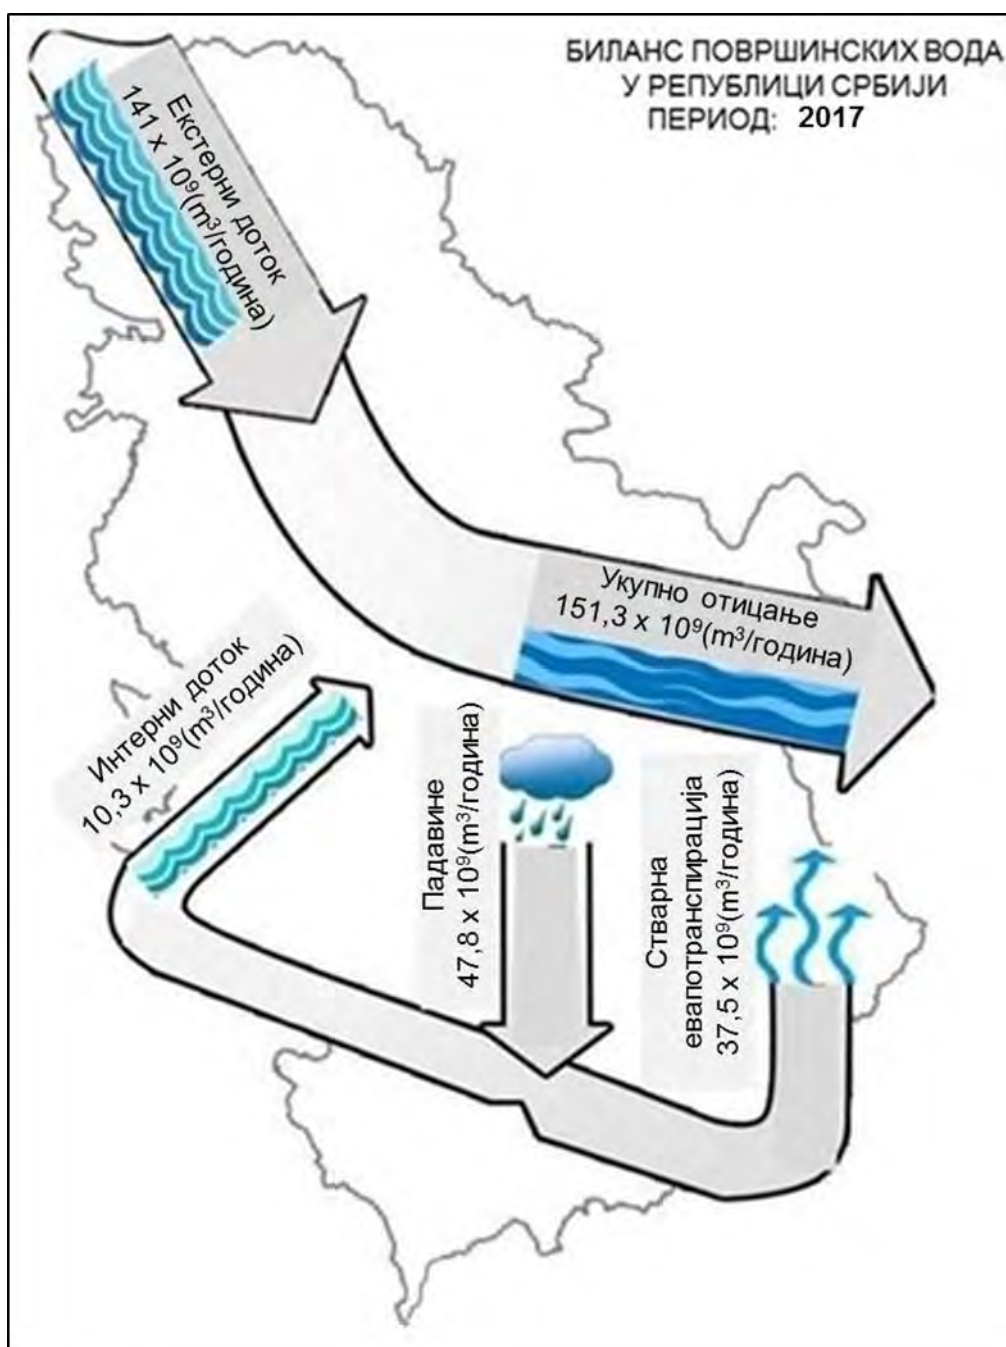 БИЛАНС ПОВРШИНСКИХ ВОДА
У РЕПУБЛИЦИ СРБИЈИ
ПЕРИОД: 2017
Екстерни доток
141 x 10⁹(m³/година)
Укупно отицање
151,3 x 10⁹(m³/година)
Интерни доток
10,3 x 10⁹(m³/година)
Падавине
47,8 x 10⁹(m³/година)
Стварна
евапотранспирација
37,5 x 10⁹(m³/година)